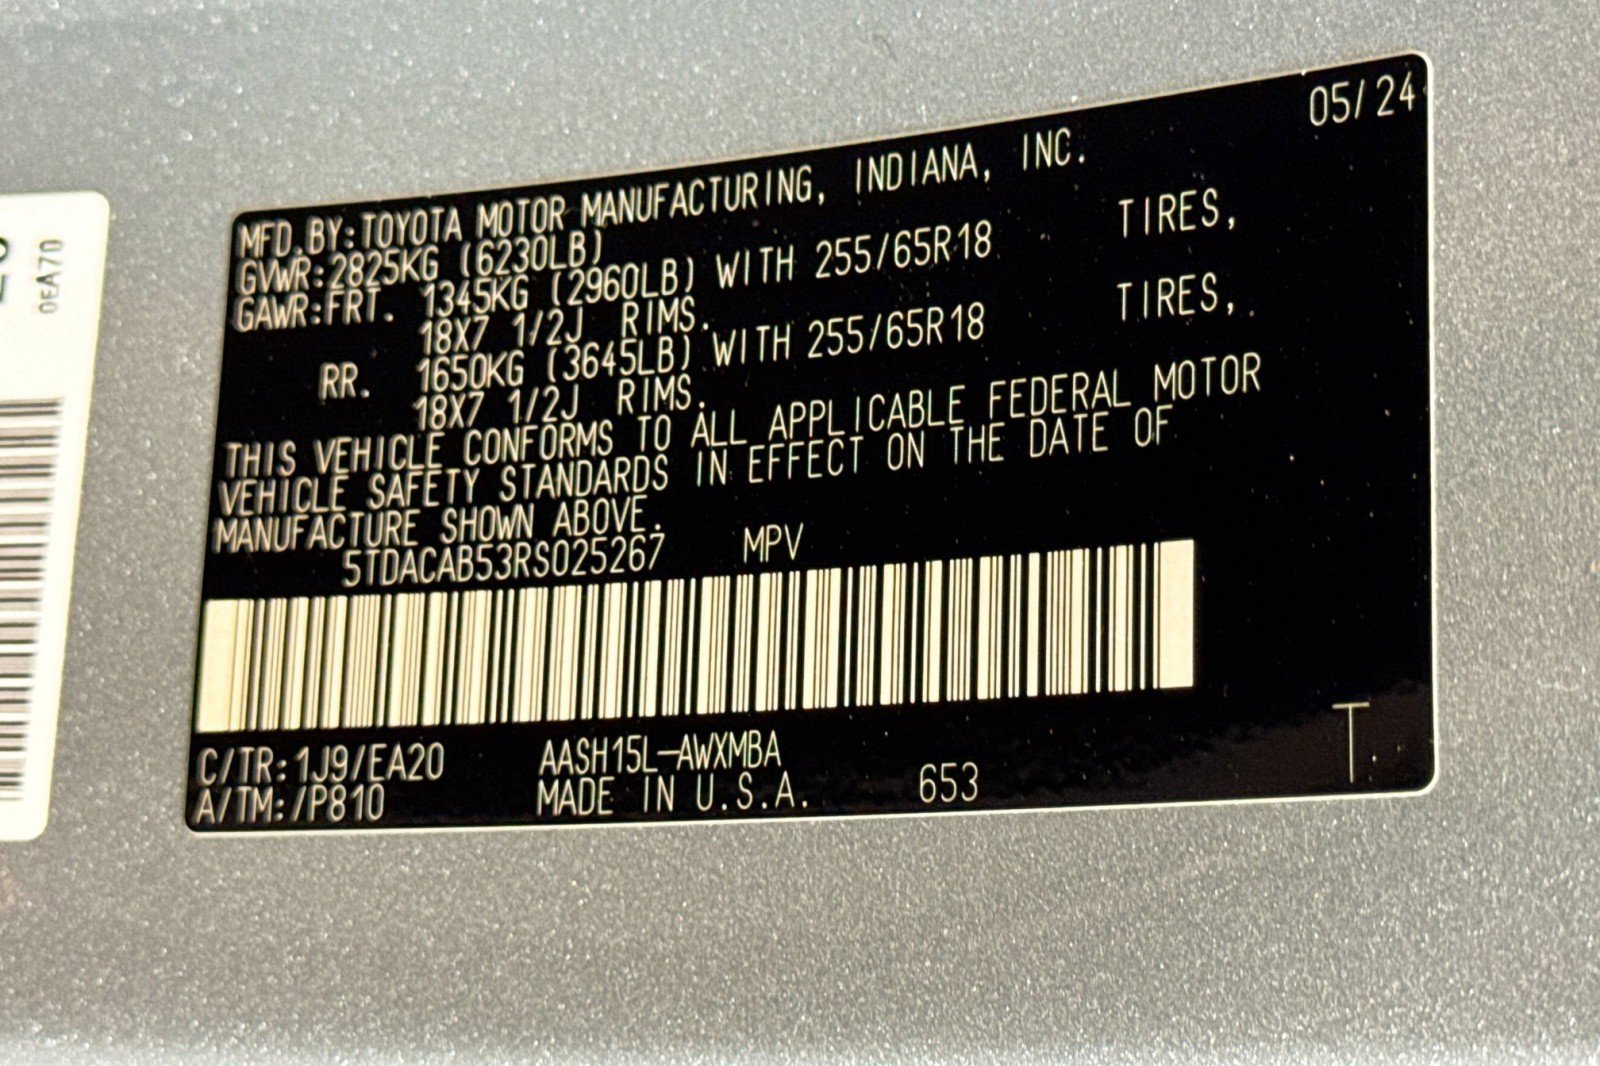 05/24
MFD.BY:TOYOTA MOTOR MANUFACTURING, INDIANA, INC.
GVWR:2825KG (6230LB)
GAWR:FRT. 1345KG (2960LB) WITH 255/65R18 TIRES,
18X7 1/2J RIMS.
RR. 1650KG (3645LB) WITH 255/65R18 TIRES,
18X7 1/2J RIMS.
THIS VEHICLE CONFORMS TO ALL APPLICABLE FEDERAL MOTOR
VEHICLE SAFETY STANDARDS IN EFFECT ON THE DATE OF
MANUFACTURE SHOWN ABOVE.
5TDACAB53RS025267 MPV
C/TR:1J9/EA20 AASH15L-AWXMBA
A/TM:/P810 MADE IN U.S.A. 653
T
0EA70